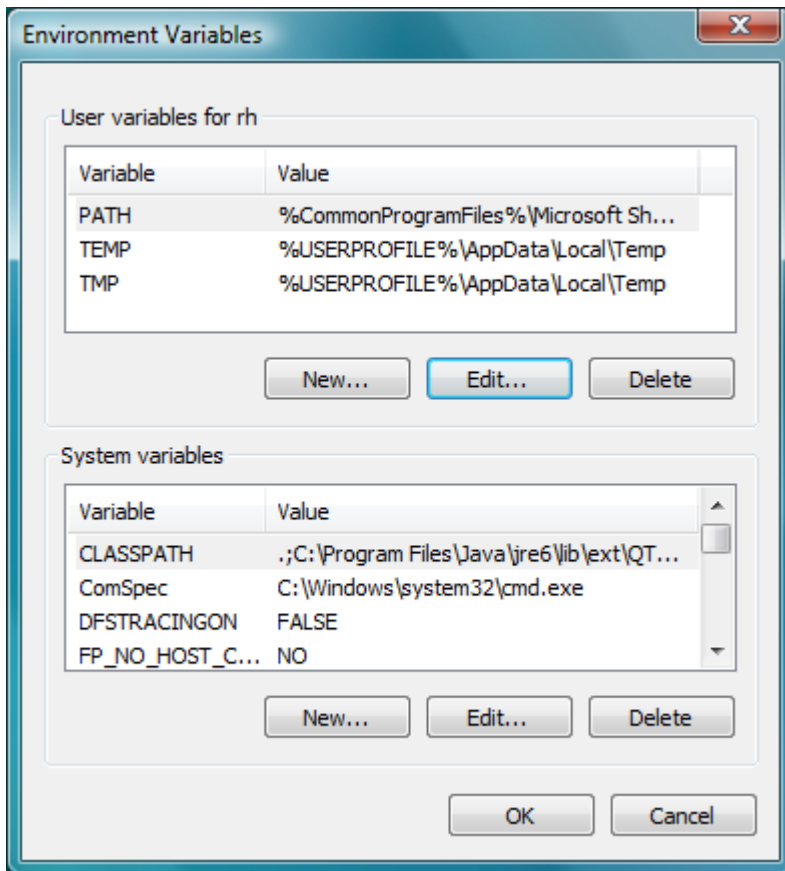 Environment Variables
User variables for rh
Variable Value
PATH %CommonProgramFiles%\Microsoft Sh...
TEMP %USERPROFILE%\AppData\Local\Temp
TMP %USERPROFILE%\AppData\Local\Temp
New... Edit... Delete
System variables
Variable Value
CLASSPATH .;C:\Program Files\Java\jre6\lib\ext\QT...
ComSpec C:\Windows\system32\cmd.exe
DFSTRACINGON FALSE
FP_NO_HOST_C... NO
New... Edit... Delete
OK Cancel